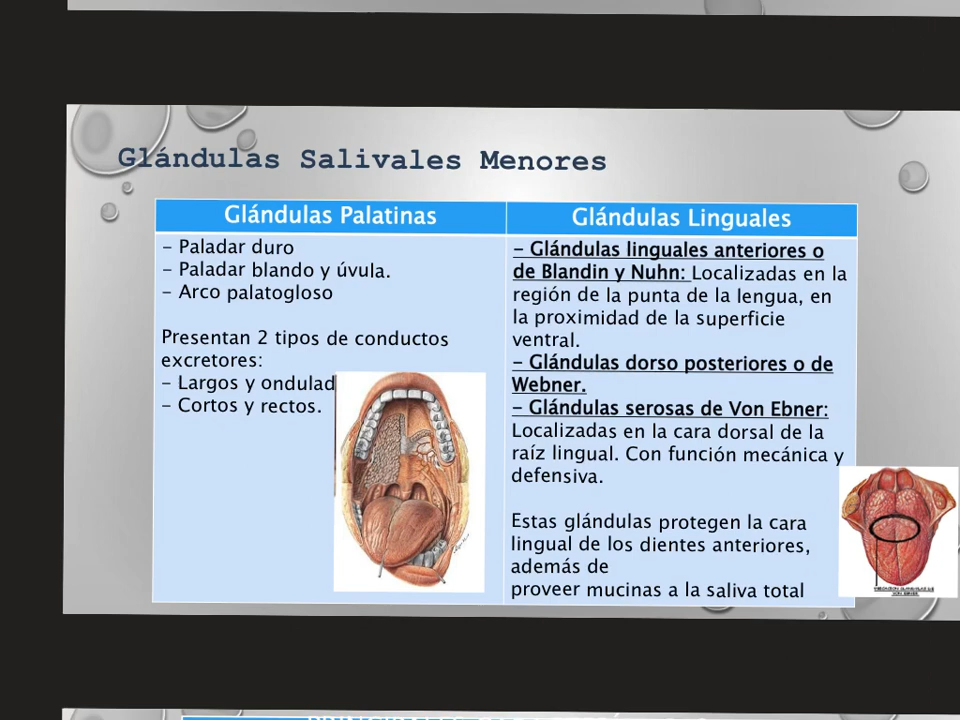 Glándulas Salivales Menores
Glándulas Palatinas
– Paladar duro
– Paladar blando y úvula.
– Arco palatogloso
Presentan 2 tipos de conductos
excretores:
– Largos y ondulad
– Cortos y rectos.
Glándulas Linguales
– Glándulas linguales anteriores o
de Blandin y Nuhn: Localizadas en la
región de la punta de la lengua, en
la proximidad de la superficie
ventral.
– Glándulas dorso posteriores o de
Webner.
– Glándulas serosas de Von Ebner:
Localizadas en la cara dorsal de la
raíz lingual. Con función mecánica y
defensiva.
Estas glándulas protegen la cara
lingual de los dientes anteriores,
además de
proveer mucinas a la saliva total
VON EBNER